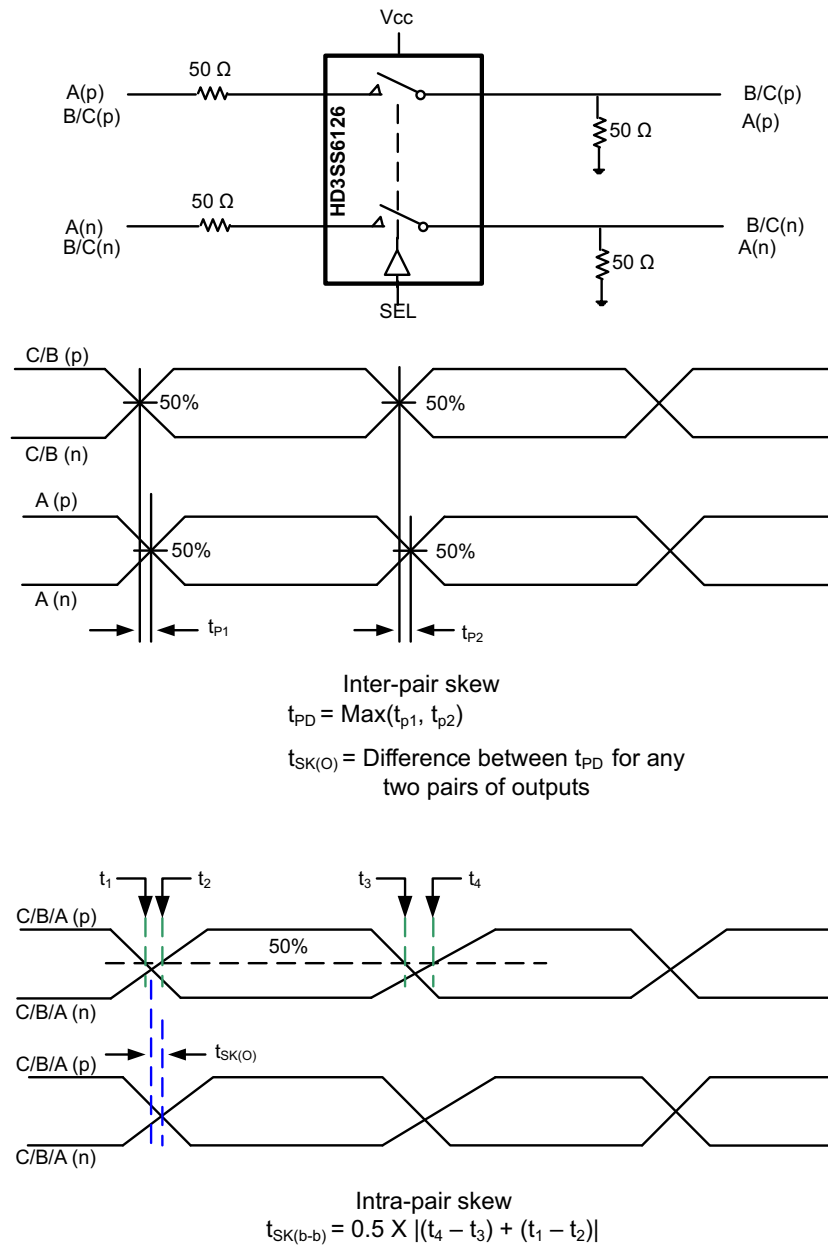 Vcc
50 Ω
A(p)
B/C(p)
B/C(p)
A(p)
50 Ω
HD3SS6126
50 Ω
A(n)
B/C(n)
B/C(n)
A(n)
50 Ω
SEL
C/B (p)
50%
50%
C/B (n)
A (p)
50%
50%
A (n)
tP1
tP2
Inter-pair skew
tPD = Max(tp1, tp2)
tSK(O) = Difference between tPD for any
two pairs of outputs
t1
t2
t3
t4
C/B/A (p)
50%
C/B/A (n)
C/B/A (p)
tSK(O)
C/B/A (n)
Intra-pair skew
tSK(b-b) = 0.5 X |(t4 – t3) + (t1 – t2)|